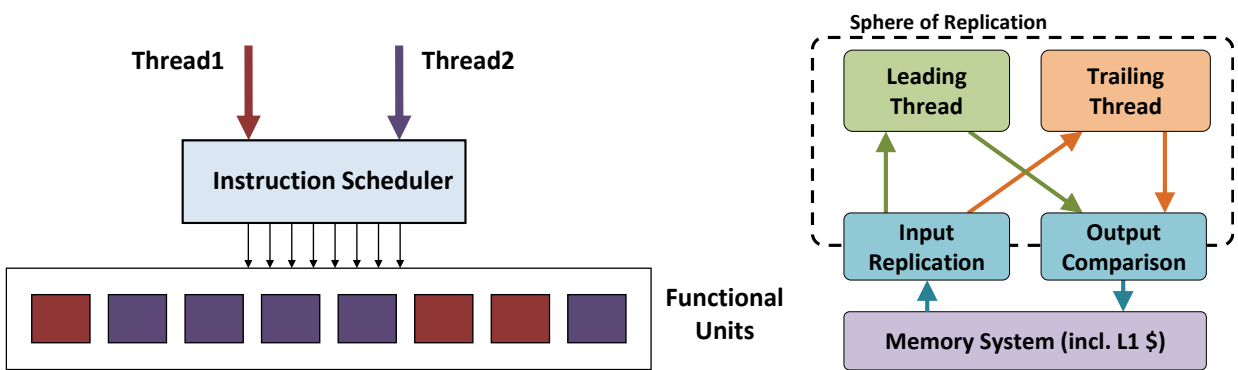 Thread1
Thread2
Instruction Scheduler
Functional
Units
Sphere of Replication
Leading
Thread
Trailing
Thread
Input
Replication
Output
Comparison
Memory System (incl. L1 $)